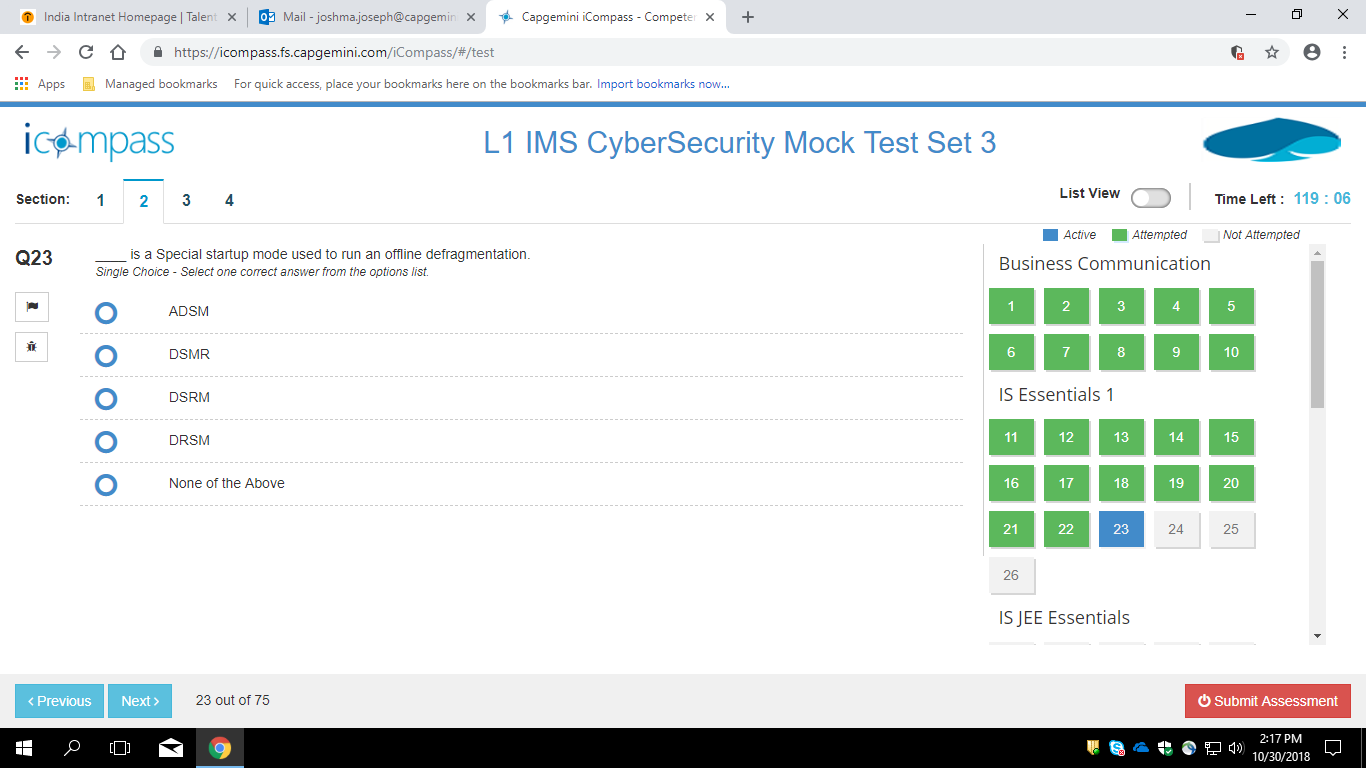 India Intranet Homepage | Talent
Mail - joshma.joseph@capgemin
Capgemini iCompass - Competen
https://icompass.fs.capgemini.com/iCompass/#/test
Apps
Managed bookmarks
For quick access, place your bookmarks here on the bookmarks bar. Import bookmarks now...
icompass
L1 IMS CyberSecurity Mock Test Set 3
Section: 1 2 3 4
List View
Time Left : 119 : 06
Active Attempted Not Attempted
Q23
____ is a Special startup mode used to run an offline defragmentation.
Single Choice - Select one correct answer from the options list.
ADSM
DSMR
DSRM
DRSM
None of the Above
Business Communication
1 2 3 4 5
6 7 8 9 10
IS Essentials 1
11 12 13 14 15
16 17 18 19 20
21 22 23 24 25
26
IS JEE Essentials
‹ Previous
Next ›
23 out of 75
Submit Assessment
2:17 PM
10/30/2018